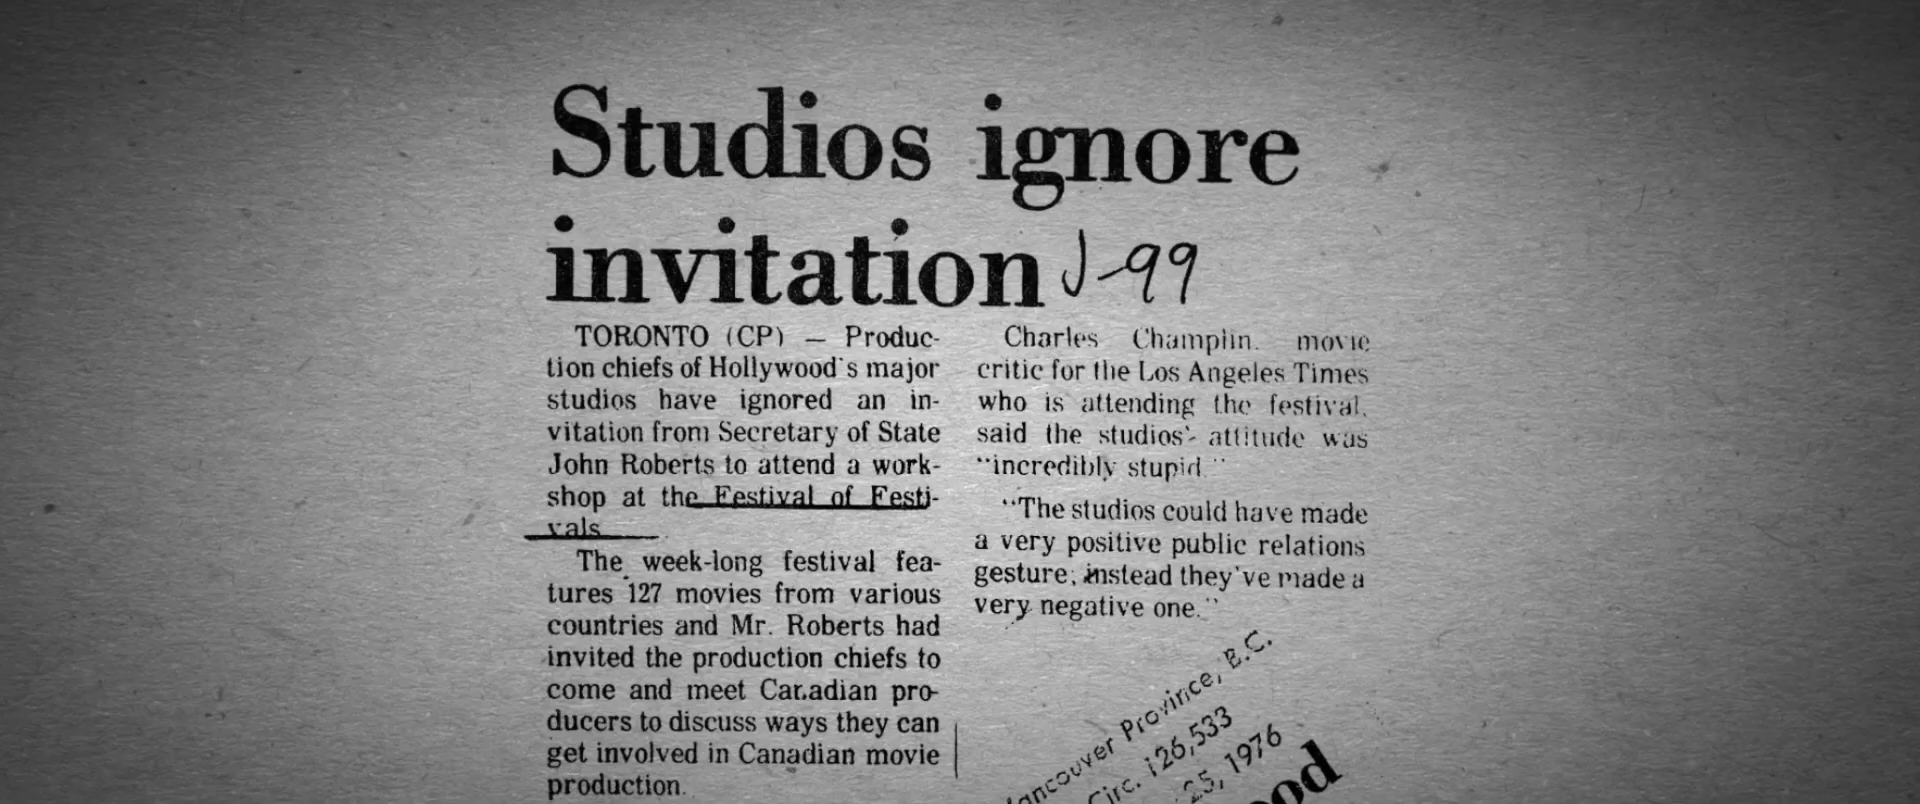 Studios ignore
invitation J-99
TORONTO (CP) — Produc-
tion chiefs of Hollywood's major
studios have ignored an in-
vitation from Secretary of State
John Roberts to attend a work-
shop at the Festival of Festi-
vals
The week-long festival fea-
tures 127 movies from various
countries and Mr. Roberts had
invited the production chiefs to
come and meet Canadian pro-
ducers to discuss ways they can
get involved in Canadian movie
production.
Charles Champlin. movie
critic for the Los Angeles Times
who is attending the festival,
said the studios' attitude was
"incredibly stupid."
"The studios could have made
a very positive public relations
gesture; instead they've made a
very negative one."
Province, B.C.
Circ. 126,533
25, 1976